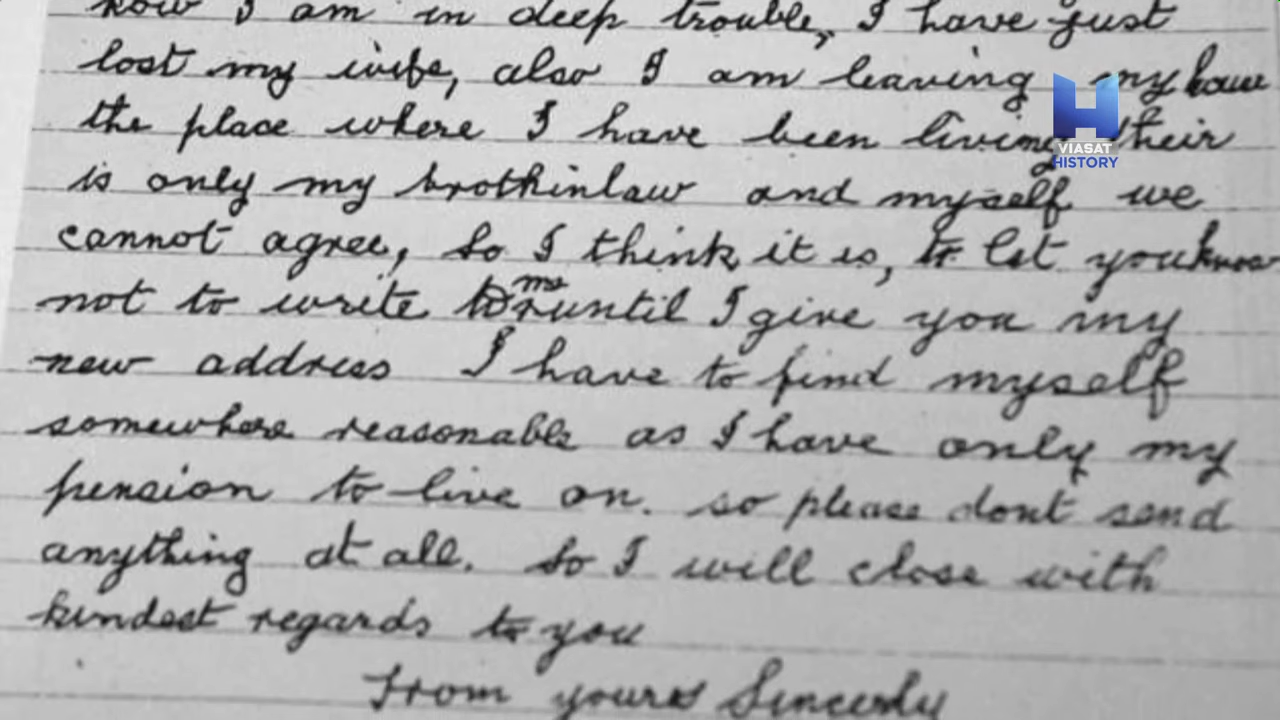 now I am in deep trouble, I have just
lost my wife, also I am leaving my
the place where I have been living their
is only my brothinlaw and myself we
cannot agree, so I think it is, to let you know
not to write to me until I give you my
new address I have to find myself
somewhere reasonable as I have only my
pension to live on. so please dont send
anything at all. So I will close with
kindest regards to you
From yours Sincerly
VIASAT
HISTORY